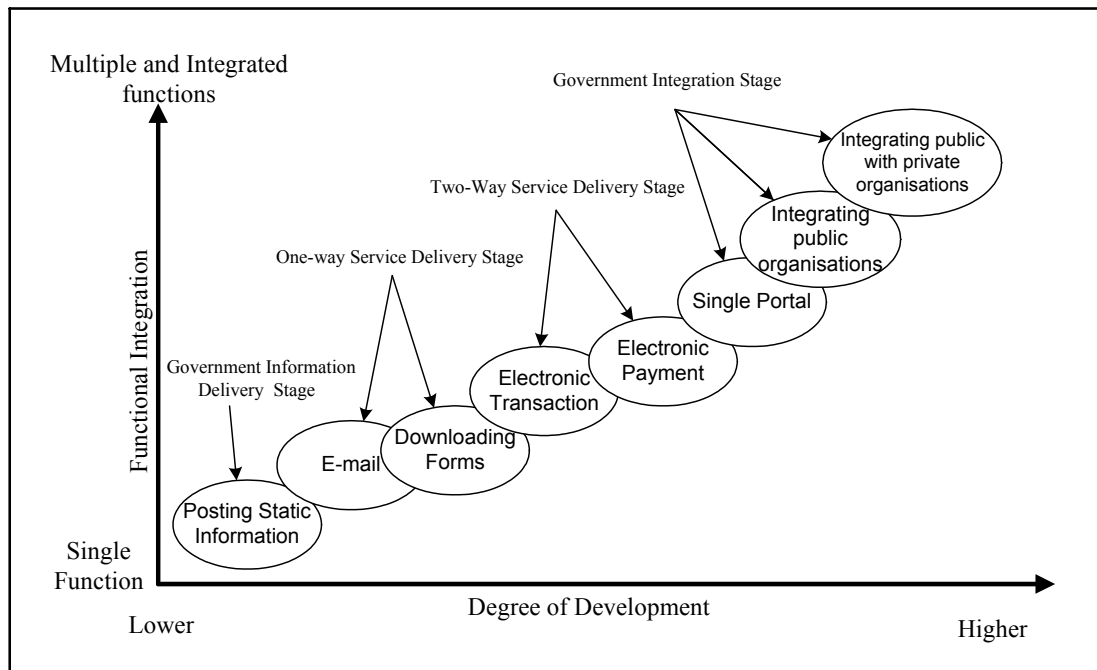 Multiple and Integrated
functions
Government Integration Stage
Integrating public
with private
organisations
Two-Way Service Delivery Stage
Integrating
public
organisations
One-way Service Delivery Stage
Single Portal
Functional Integration
Government Information
Delivery Stage
Electronic
Payment
Electronic
Transaction
Downloading
Forms
E-mail
Posting Static
Information
Single
Function
Degree of Development
Lower
Higher